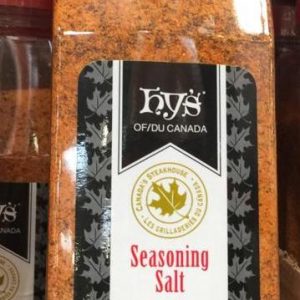 hy's
OF/DU CANADA
CANADA'S STEAKHOUSE
LES GRILLADERIES DU CANADA
Seasoning
Salt
hy's
CANADA